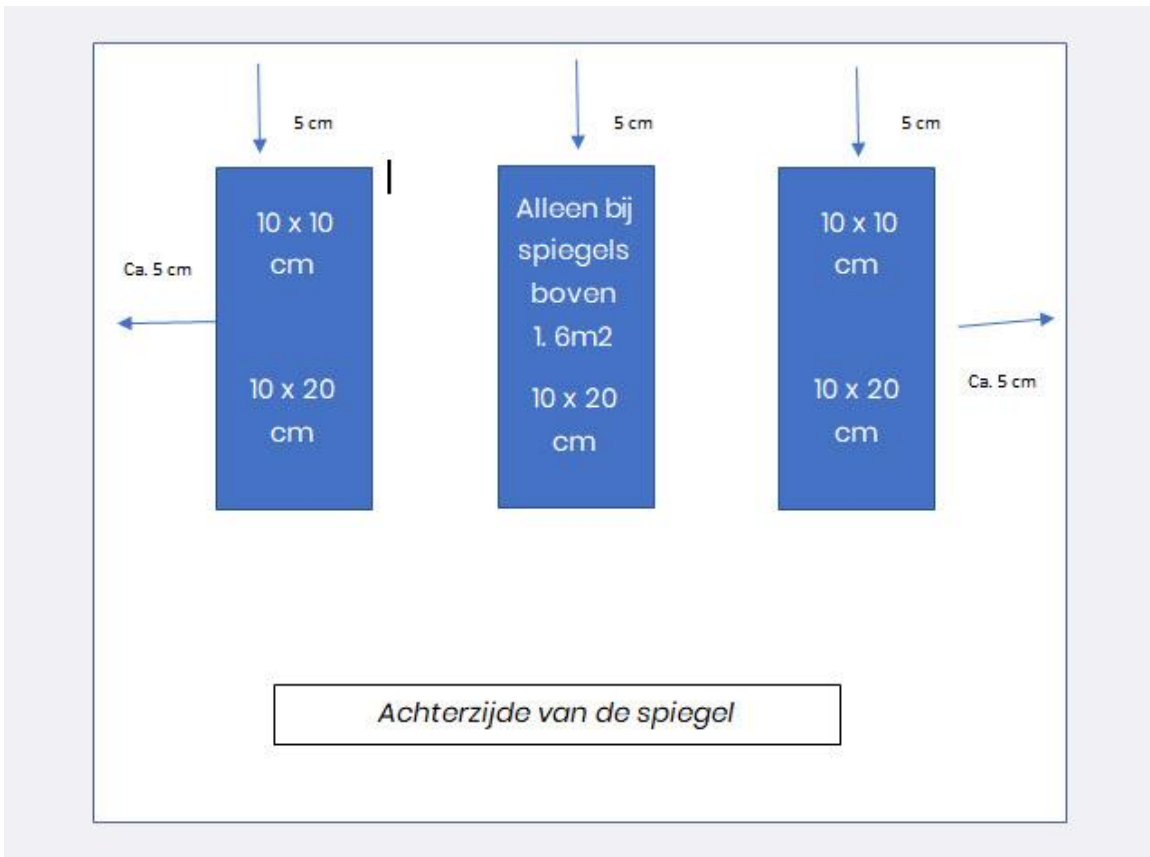 5 cm
5 cm
5 cm
10 x 10
cm
10 x 20
cm
Alleen bij
spiegels
boven
1. 6m2
10 x 20
cm
10 x 10
cm
10 x 20
cm
Ca. 5 cm
Ca. 5 cm
Achterzijde van de spiegel